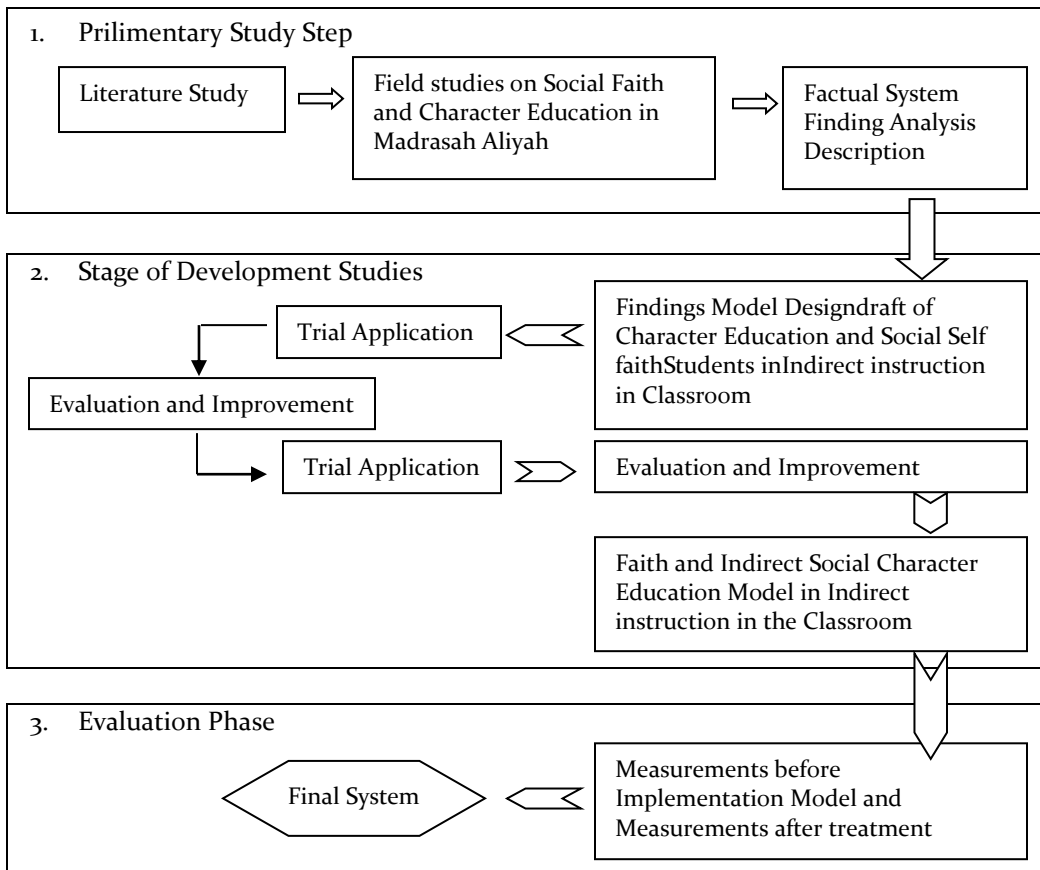 1. Prilimentary Study Step
Literature Study
Field studies on Social Faith
and Character Education in
Madrasah Aliyah
Factual System
Finding Analysis
Description
2. Stage of Development Studies
Findings Model Designdraft of
Character Education and Social Self
faithStudents inIndirect instruction
in Classroom
Trial Application
Evaluation and Improvement
Trial Application
Evaluation and Improvement
Faith and Indirect Social Character
Education Model in Indirect
instruction in the Classroom
3. Evaluation Phase
Measurements before
Implementation Model and
Measurements after treatment
Final System